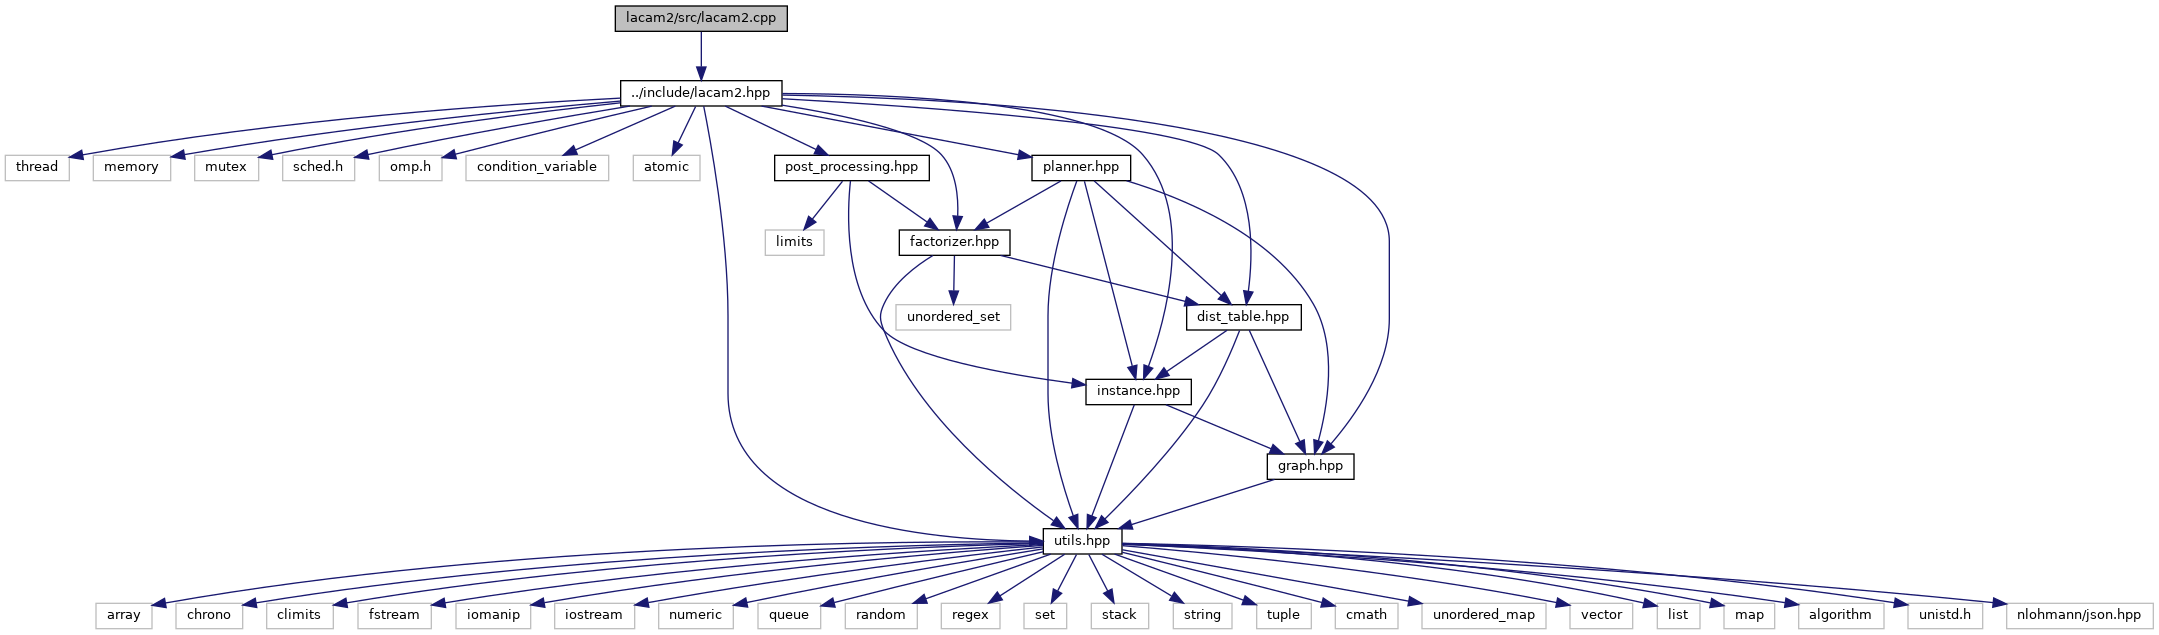 lacam2/src/lacam2.cpp
../include/lacam2.hpp
thread
memory
mutex
sched.h
omp.h
condition_variable
atomic
post_processing.hpp
planner.hpp
limits
factorizer.hpp
unordered_set
dist_table.hpp
instance.hpp
graph.hpp
utils.hpp
array
chrono
climits
fstream
iomanip
iostream
numeric
queue
random
regex
set
stack
string
tuple
cmath
unordered_map
vector
list
map
algorithm
unistd.h
nlohmann/json.hpp